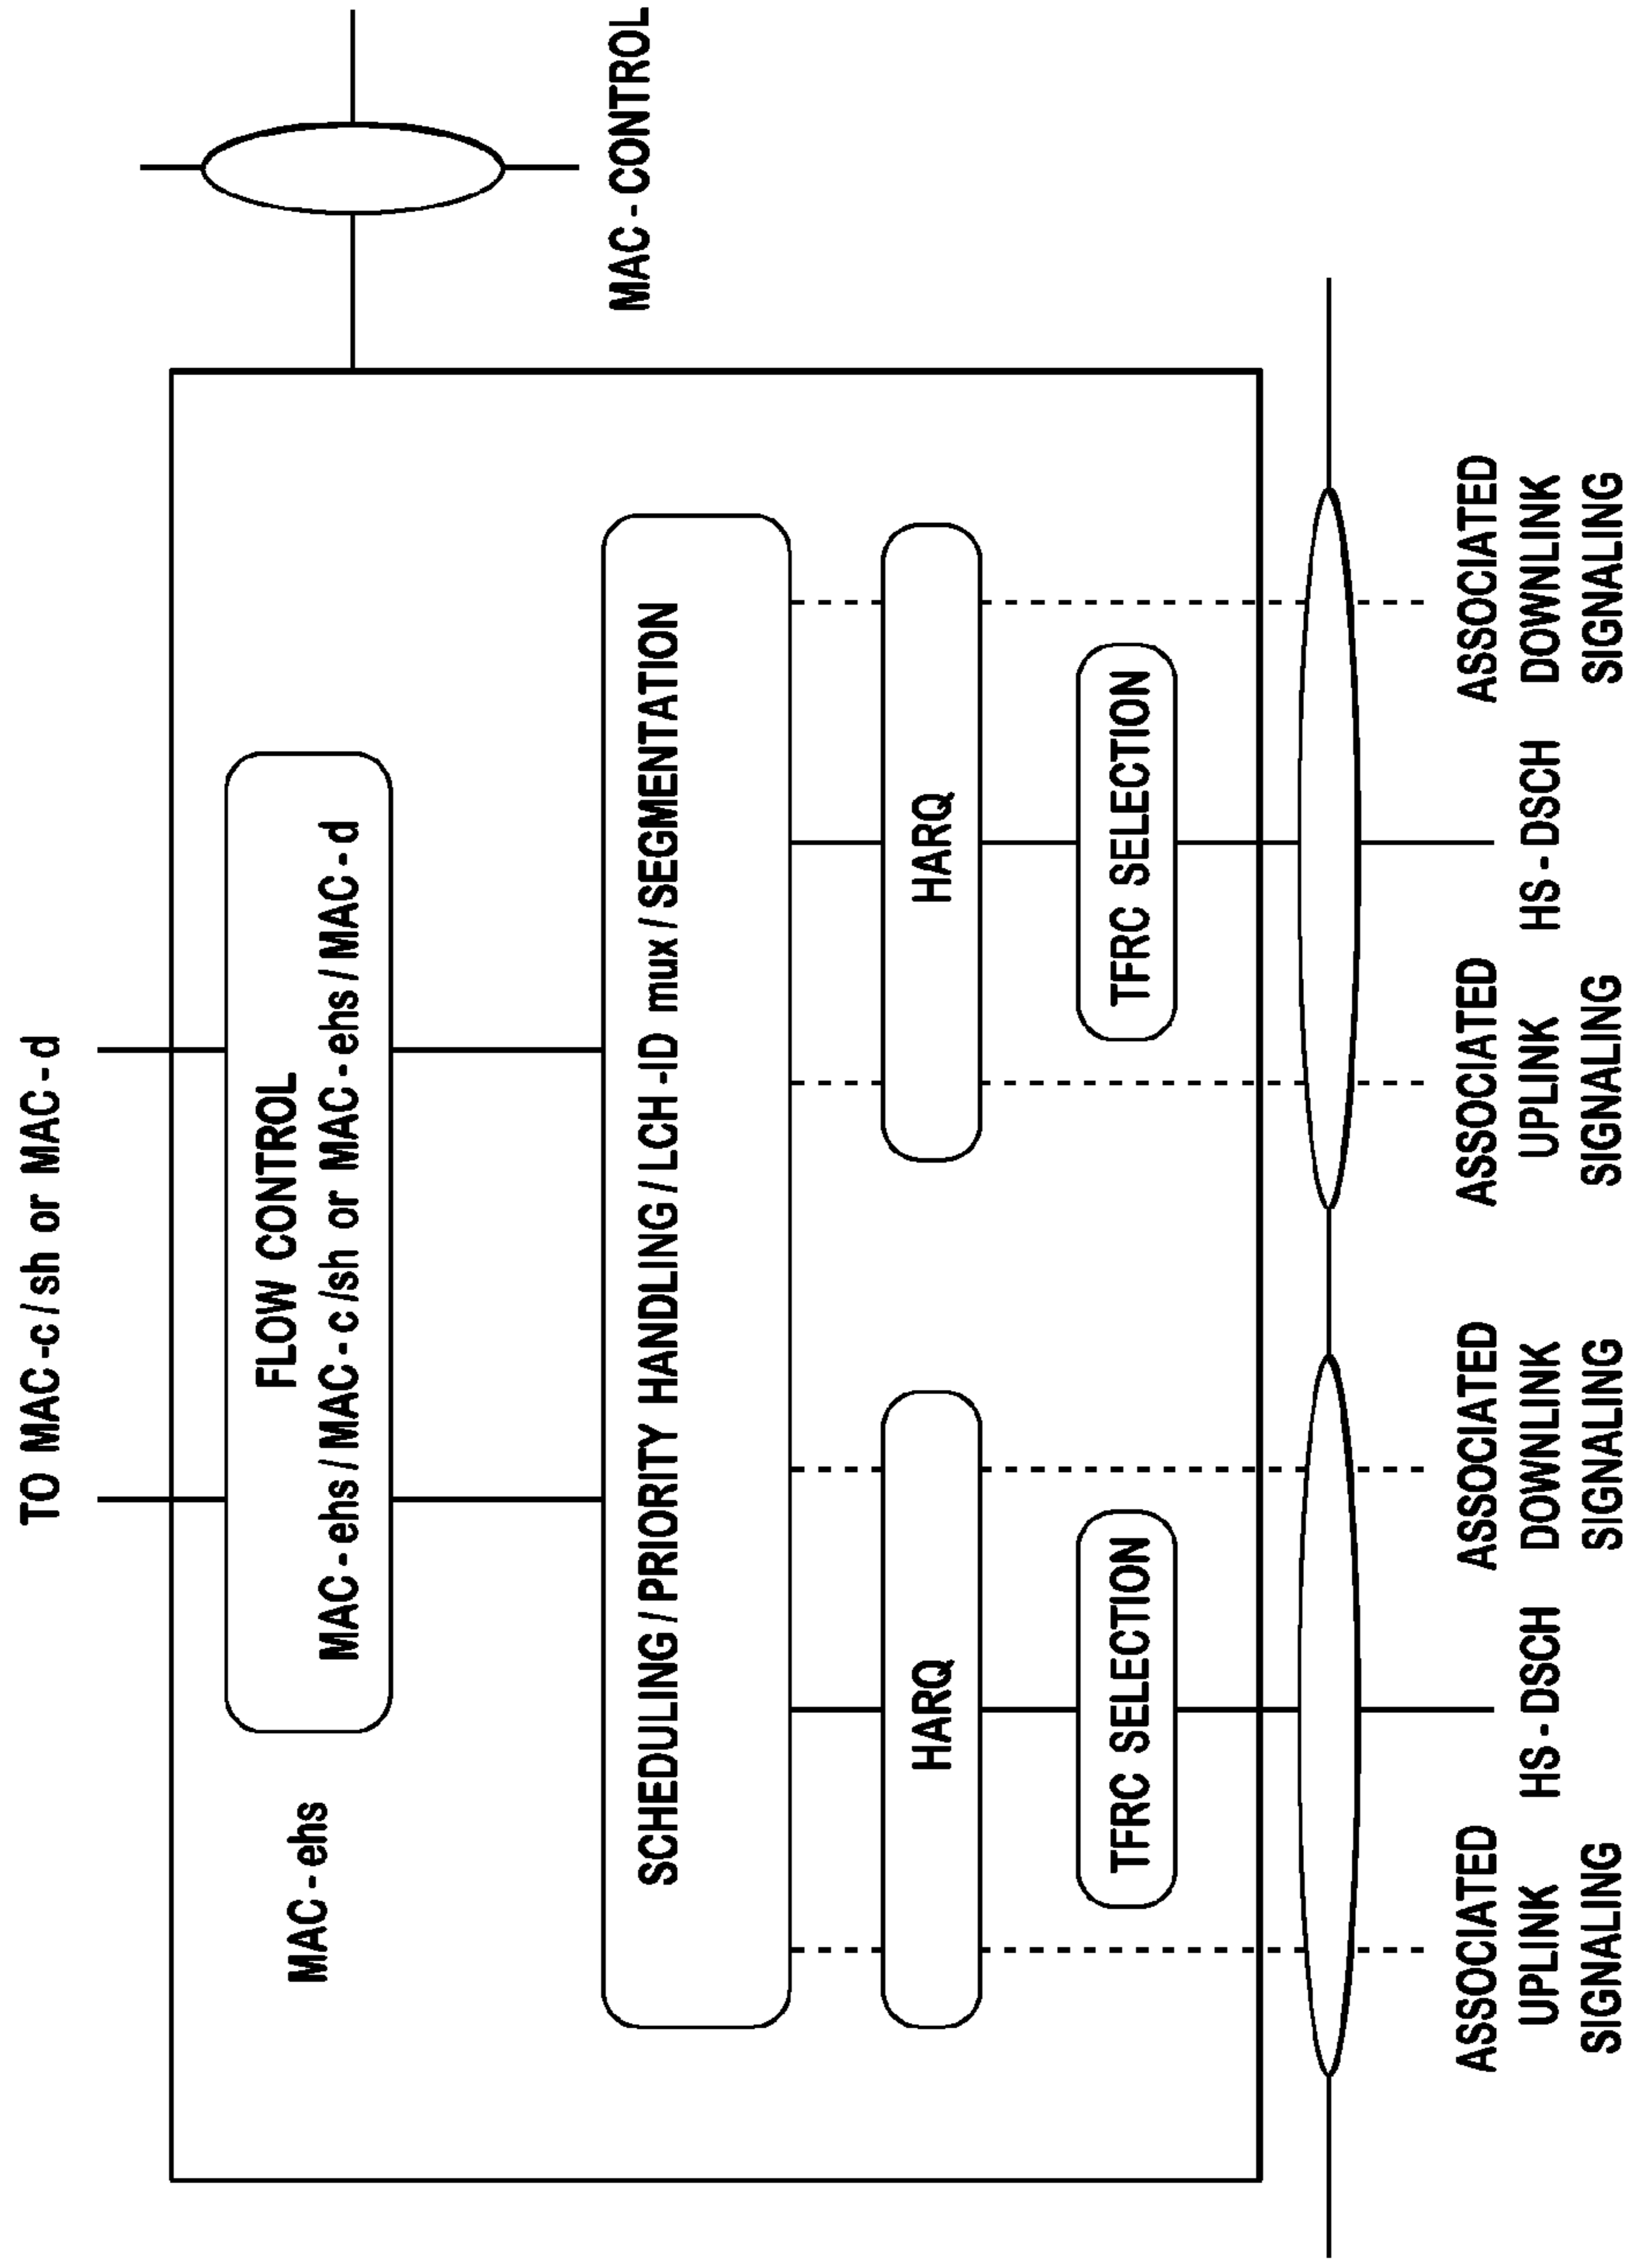 TO MAC-c/sh or MAC-d
MAC-ehs
FLOW CONTROL
MAC-ehs/MAC-c/sh or MAC-ehs/MAC-d
MAC-CONTROL
SCHEDULING/PRIORITY HANDLING/LCH-ID mux/SEGMENTATION
HARQ
HARQ
TFRC SELECTION
TFRC SELECTION
ASSOCIATED
UPLINK
SIGNALING
HS-DSCH
ASSOCIATED
DOWNLINK
SIGNALING
ASSOCIATED
UPLINK
SIGNALING
HS-DSCH
ASSOCIATED
DOWNLINK
SIGNALING